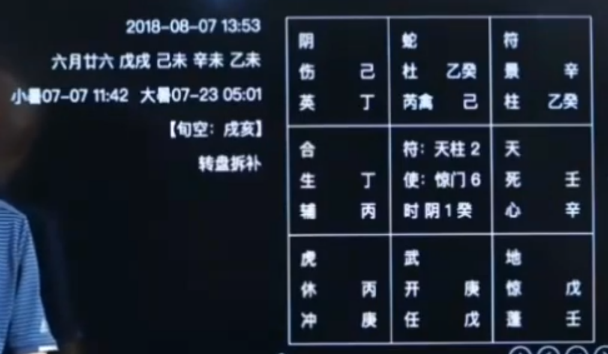 2018-08-07 13:53
六月廿六 戊戌 己未 辛未 乙未
小暑07-07 11:42 大暑07-23 05:01
【旬空：戌亥】
转盘拆补
阴 蛇 符
伤 己 杜 乙癸 景 辛
英 丁 芮禽 己 柱 乙癸
合 符：天柱 2 天
生 丁 使：惊门 6 死 壬
辅 丙 时 阴 1 癸 心 辛
虎 武 地
休 丙 开 庚 惊 戊
冲 庚 任 戊 蓬 壬